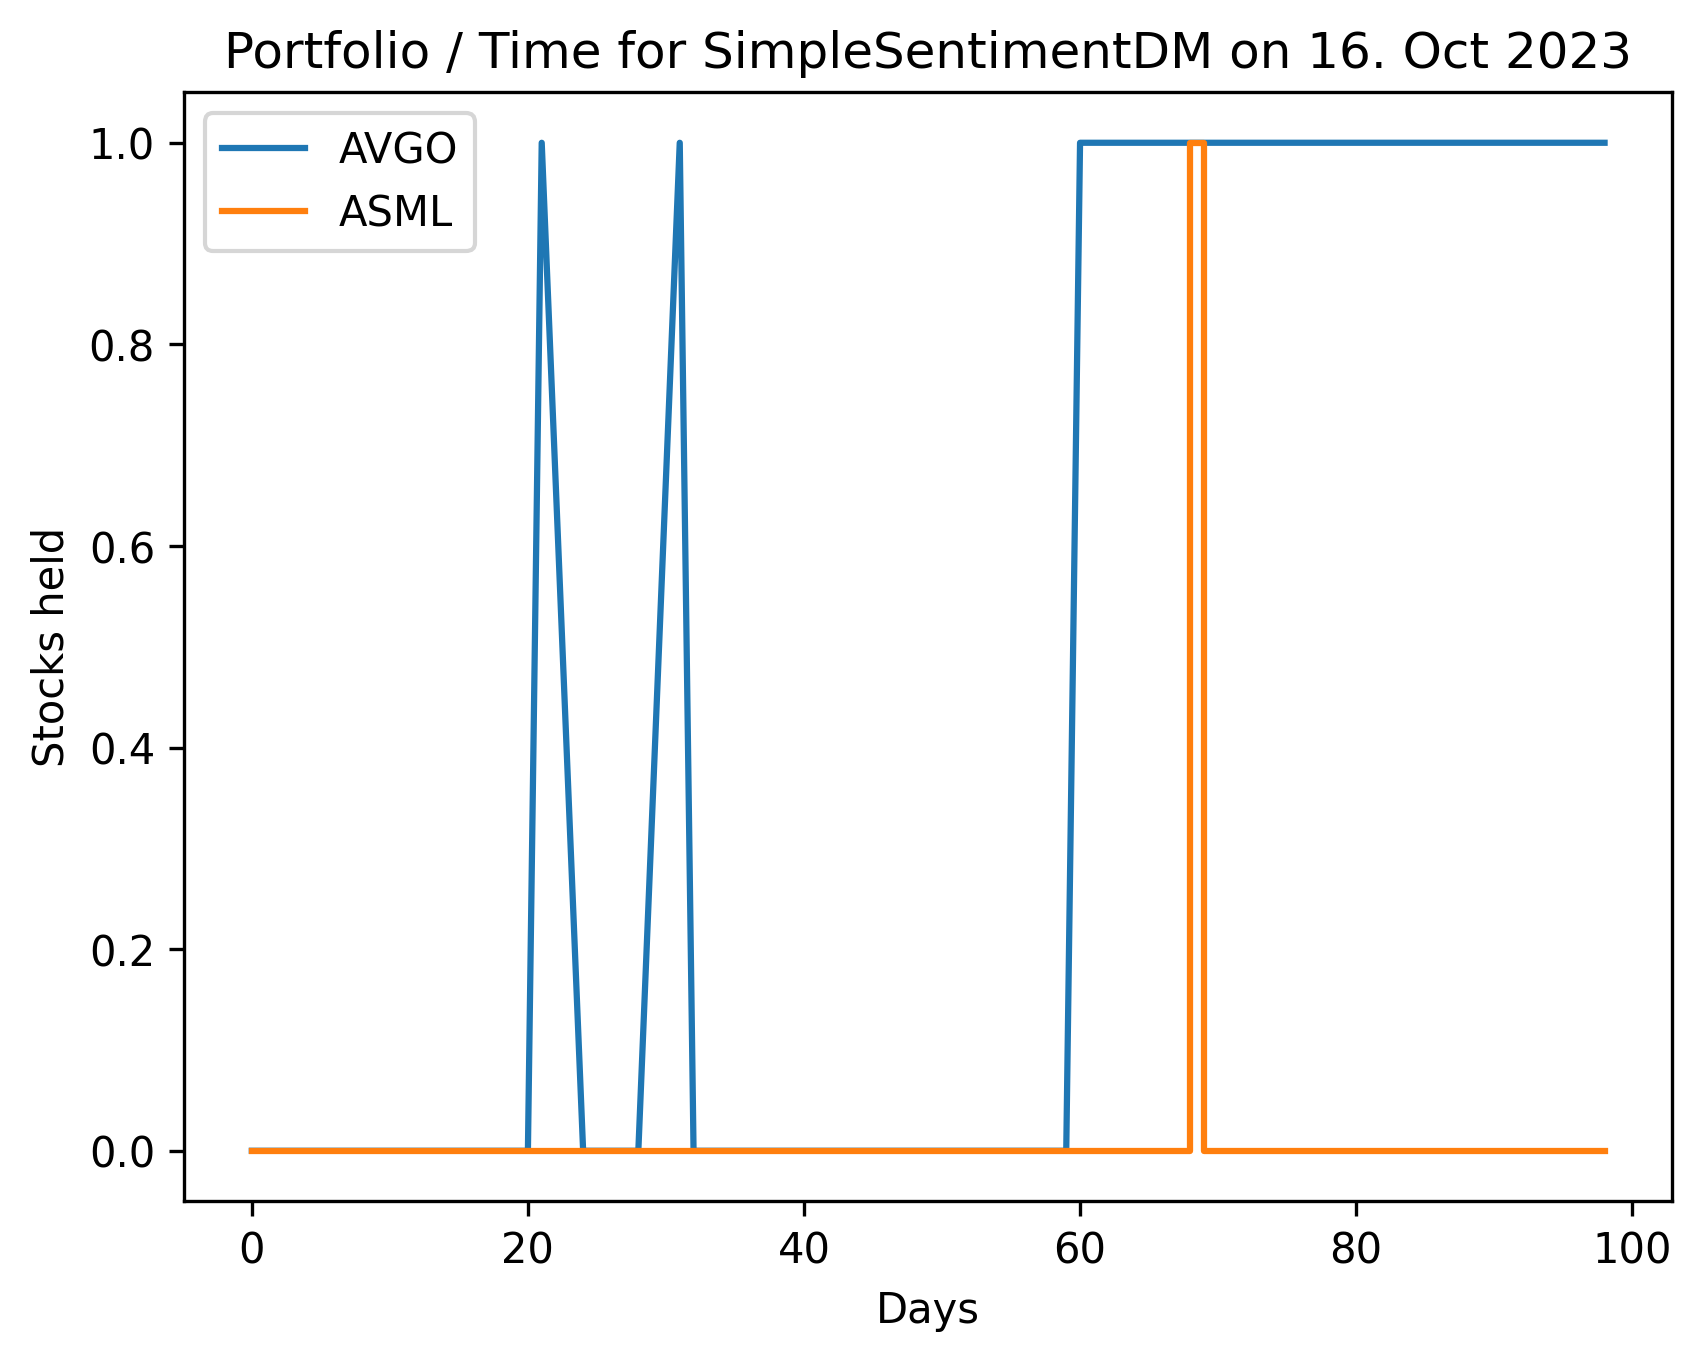 Portfolio / Time for SimpleSentimentDM on 16. Oct 2023
AVGO
ASML
1.0
0.8
0.6
0.4
0.2
0.0
Stocks held
0 20 40 60 80 100
Days